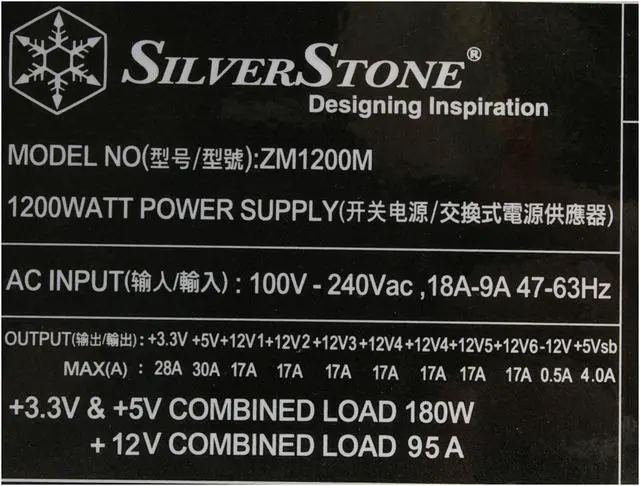 SILVERSTONE®
Designing Inspiration
MODEL NO(型号/型號):ZM1200M
1200WATT POWER SUPPLY(开关电源/交換式電源供應器)
AC INPUT(输人/輸入) : 100V - 240Vac ,18A-9A 47-63Hz
OUTPUT(输出/輸出) : +3.3V +5V +12V1 +12V2 +12V3 +12V4 +12V4 +12V5 +12V6 -12V +5Vsb
MAX(A) : 28A 30A 17A 17A 17A 17A 17A 17A 17A 0.5A 4.0A
+3.3V & +5V COMBINED LOAD 180W
+ 12V COMBINED LOAD 95 A